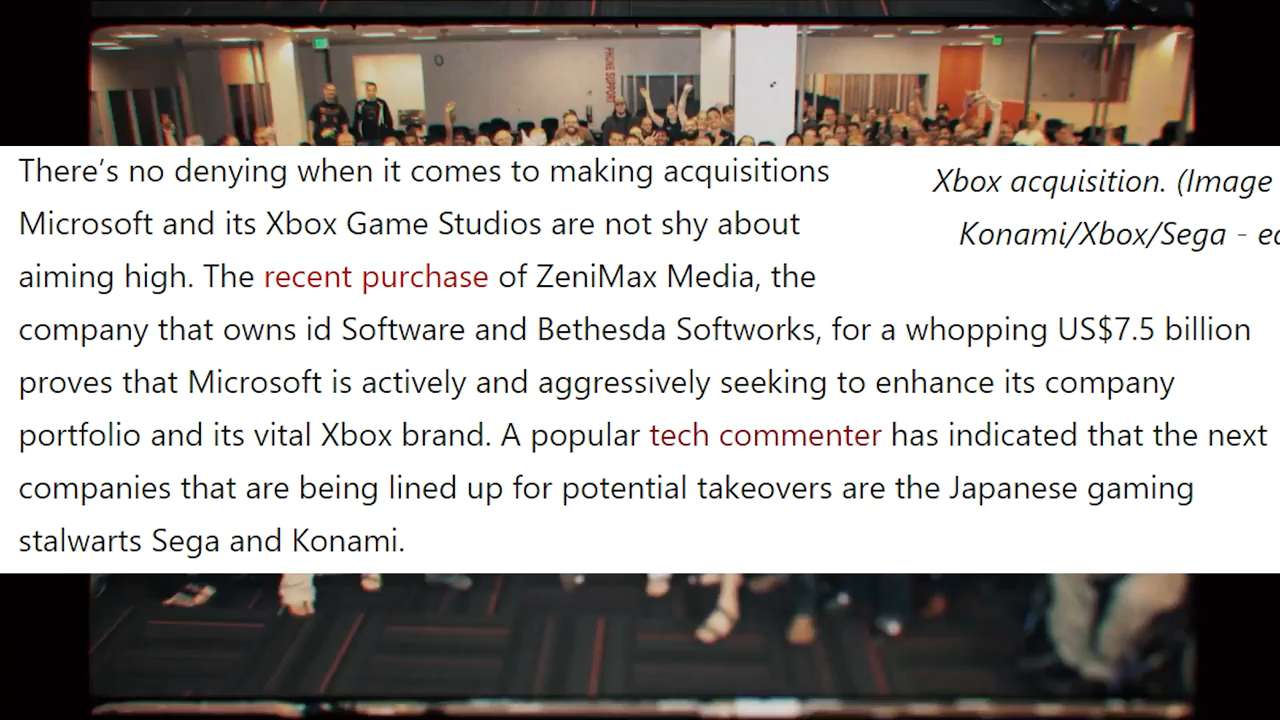 PHONE SUPPORT
There’s no denying when it comes to making acquisitions
Microsoft and its Xbox Game Studios are not shy about
aiming high. The recent purchase of ZeniMax Media, the
company that owns id Software and Bethesda Softworks, for a whopping US$7.5 billion
proves that Microsoft is actively and aggressively seeking to enhance its company
portfolio and its vital Xbox brand. A popular tech commenter has indicated that the next
companies that are being lined up for potential takeovers are the Japanese gaming
stalwarts Sega and Konami.
Xbox acquisition. (Image
Konami/Xbox/Sega - ed